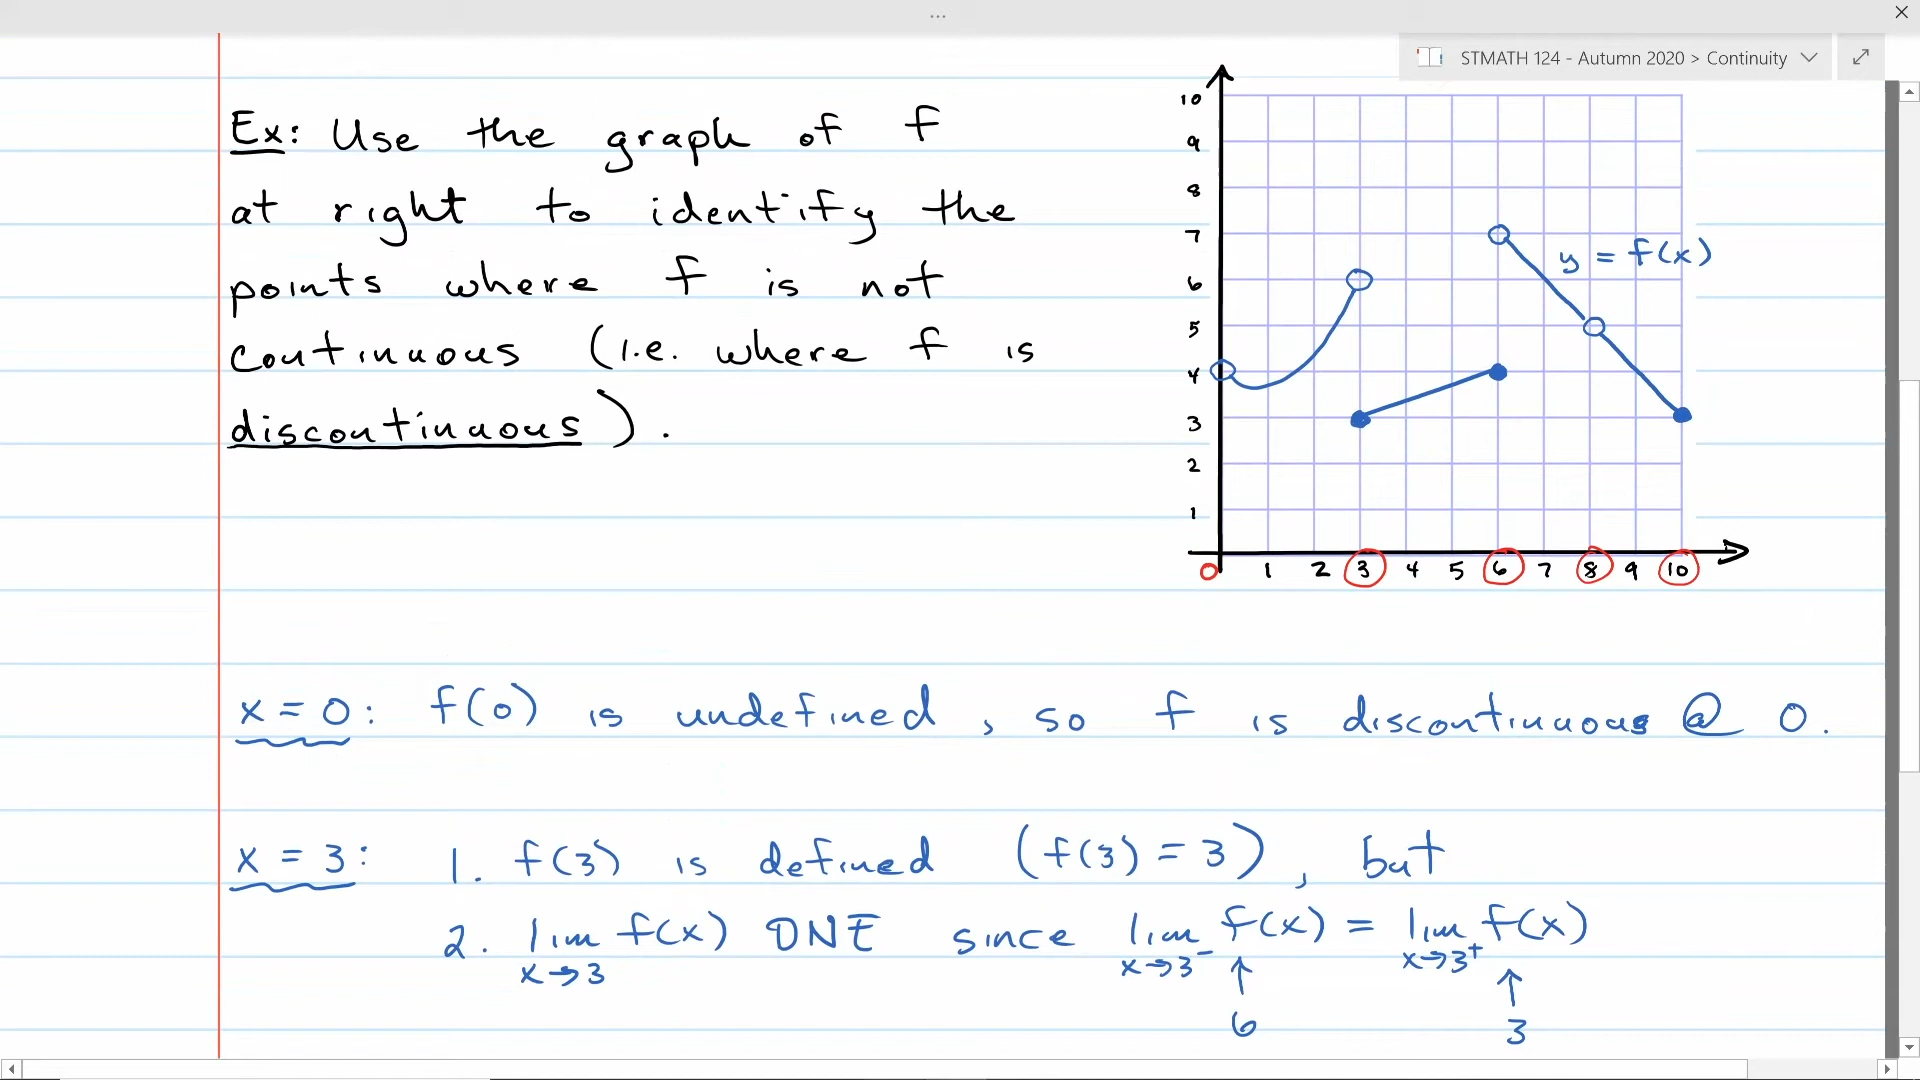 ...
STMATH 124 - Autumn 2020 > Continuity
Ex: Use the graph of f
at right to identify the
points where f is not
continuous (i.e. where f is
discontinuous).
10
9
8
7
6
5
4
3
2
1
y = f(x)
0 1 2 3 4 5 6 7 8 9 10
x = 0: f(0) is undefined, so f is discontinuous @ 0.
x = 3: 1. f(3) is defined (f(3) = 3), but
2. lim f(x) DNE since lim f(x) = lim f(x)
x→3 x→3⁻ x→3⁺
↑ ↑
6 3